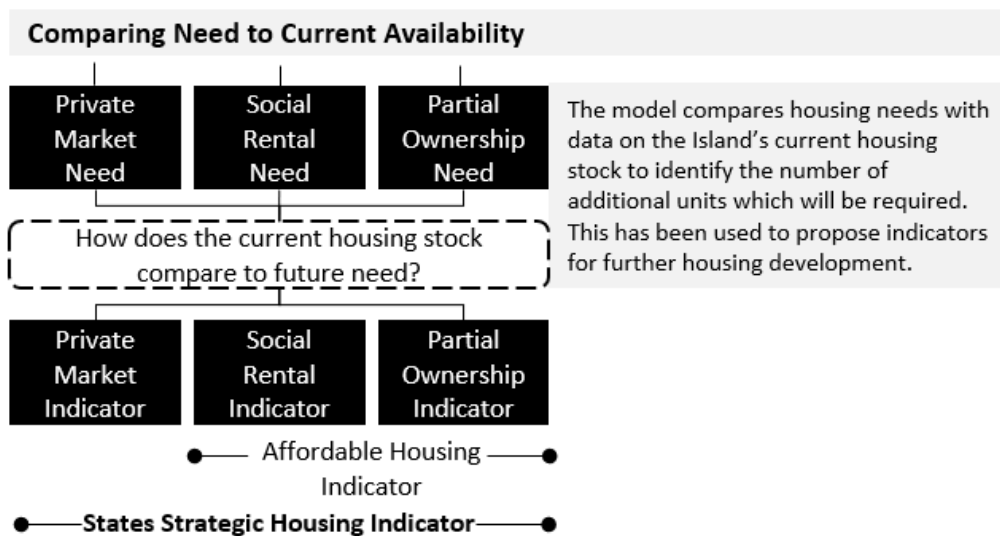 Comparing Need to Current Availability
Private
Market
Need
Social
Rental
Need
Partial
Ownership
Need
The model compares housing needs with
data on the Island’s current housing
stock to identify the number of
additional units which will be required.
This has been used to propose indicators
for further housing development.
How does the current housing stock
compare to future need?
Private
Market
Indicator
Social
Rental
Indicator
Partial
Ownership
Indicator
Affordable Housing
Indicator
States Strategic Housing Indicator